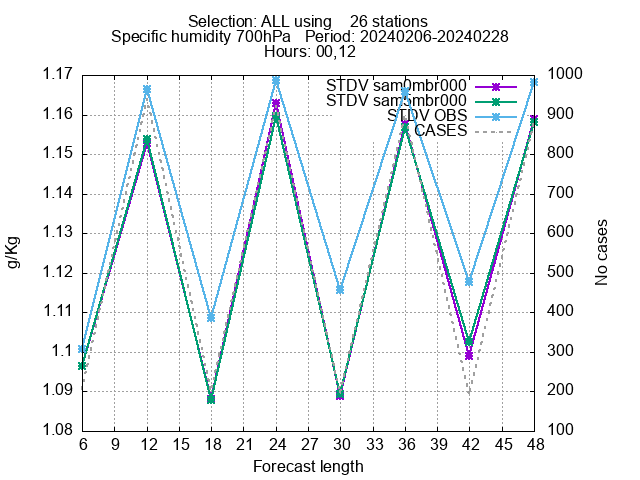 Selection: ALL using 26 stations
Specific humidity 700hPa Period: 20240206-20240228
Hours: 00,12
1.17
1.16
1.15
1.14
1.13
1.12
1.11
1.1
1.09
1.08
g/Kg
STDV
STDV
STDV OBS
CASES
1000
900
800
700
600
500
400
300
200
100
No cases
6 9 12 15 18 21 24 27 30 33 36 39 42 45 48
Forecast length